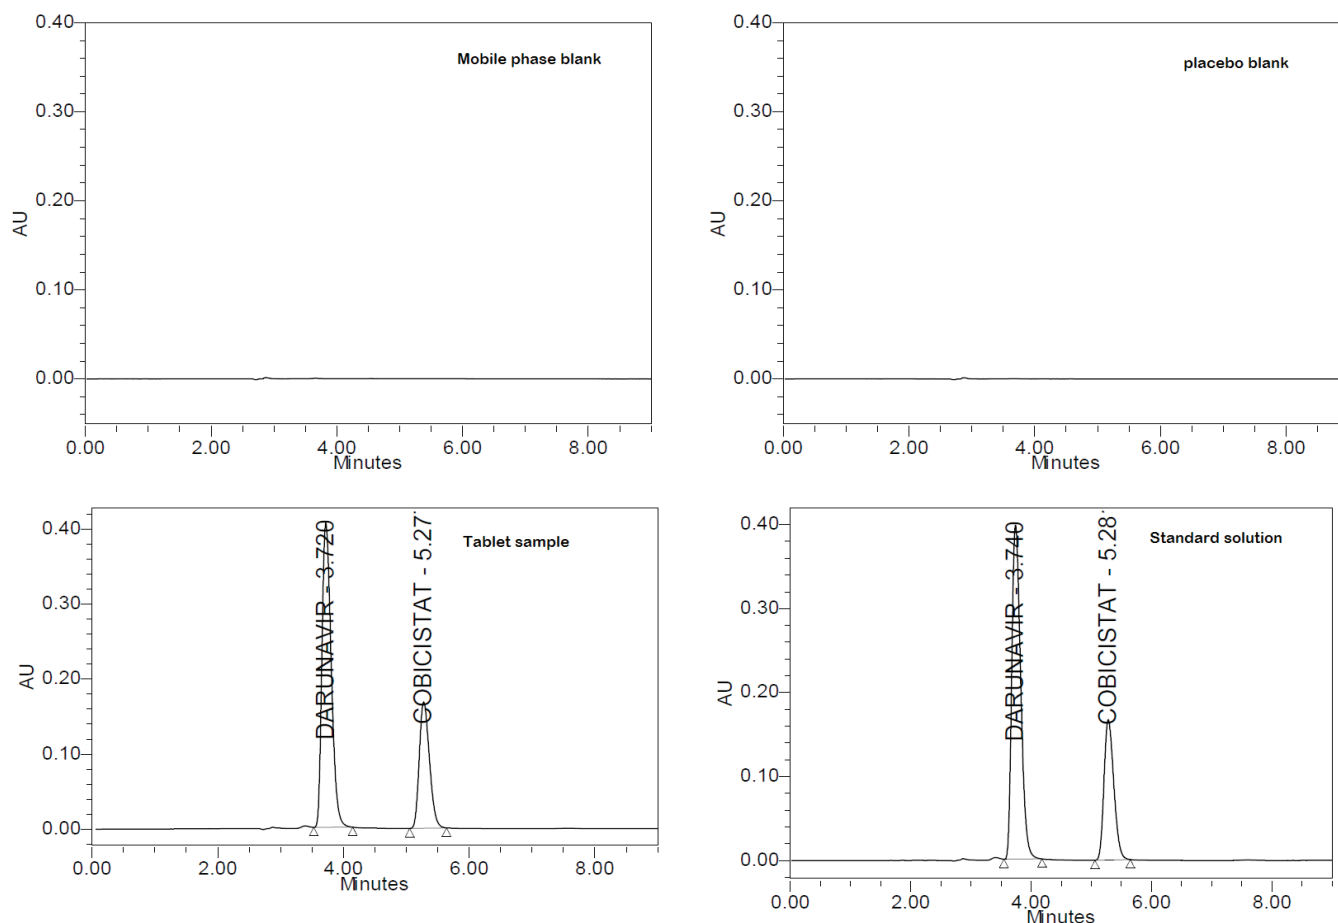 0.40
0.30
0.20
0.10
0.00
AU
Mobile phase blank
0.00 2.00 4.00 6.00 8.00
Minutes
0.40
0.30
0.20
0.10
0.00
AU
placebo blank
0.00 2.00 4.00 6.00 8.00
Minutes
0.40
0.30
0.20
0.10
0.00
AU
DARUNAVIR - 3.720
COBICISTAT - 5.27
Tablet sample
0.00 2.00 4.00 6.00 8.00
Minutes
0.40
0.30
0.20
0.10
0.00
AU
DARUNAVIR - 3.740
COBICISTAT - 5.28
Standard solution
0.00 2.00 4.00 6.00 8.00
Minutes